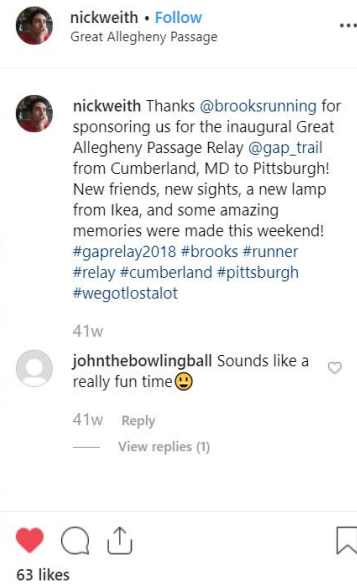 nickweith • Follow
Great Allegheny Passage
nickweith Thanks @brooksrunning for
sponsoring us for the inaugural Great
Allegheny Passage Relay @gap_trail
from Cumberland, MD to Pittsburgh!
New friends, new sights, a new lamp
from Ikea, and some amazing
memories were made this weekend!
#gaprelay2018 #brooks #runner
#relay #cumberland #pittsburgh
#wegotlostalot
41w
johnthebowlingball Sounds like a
really fun time😃
41w Reply
View replies (1)
63 likes